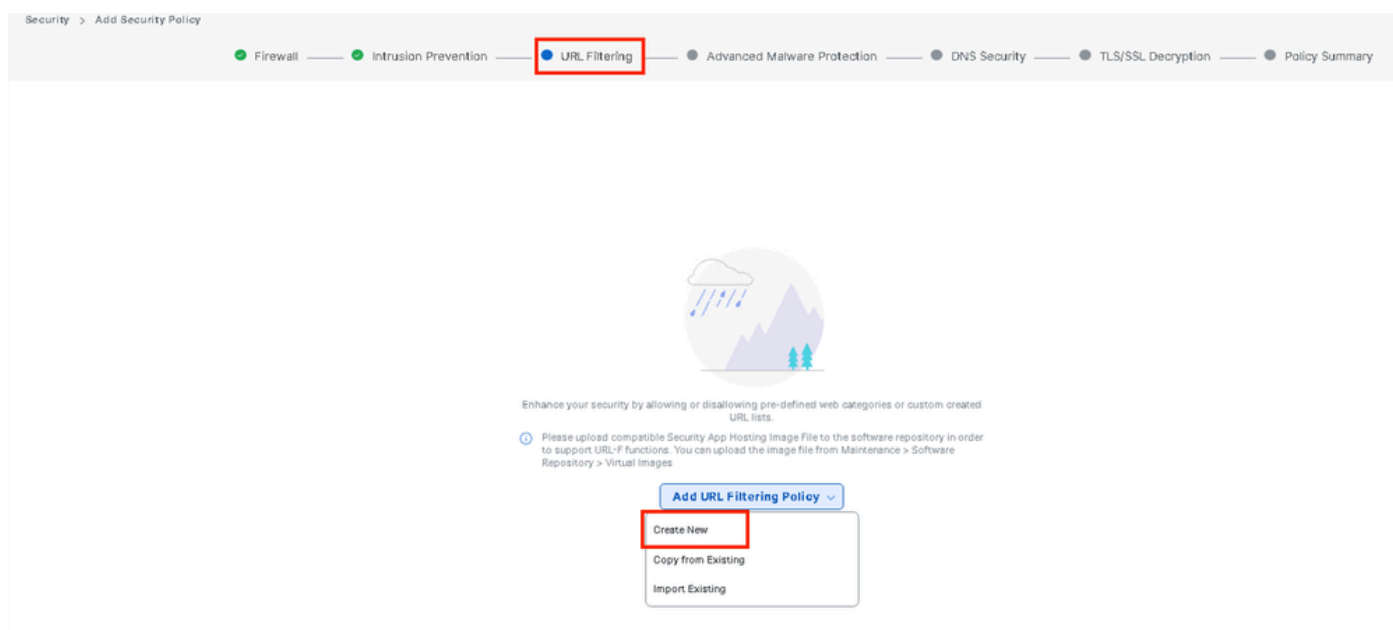 Security > Add Security Policy
Firewall Intrusion Prevention URL Filtering Advanced Malware Protection DNS Security TLS/SSL Decryption Policy Summary
Enhance your security by allowing or disallowing pre-defined web categories or custom created
URL lists.
Please upload compatible Security App Hosting Image File to the software repository in order
to support URL-F functions. You can upload the image file from Maintenance > Software
Repository > Virtual Images
Add URL Filtering Policy
Create New
Copy from Existing
Import Existing